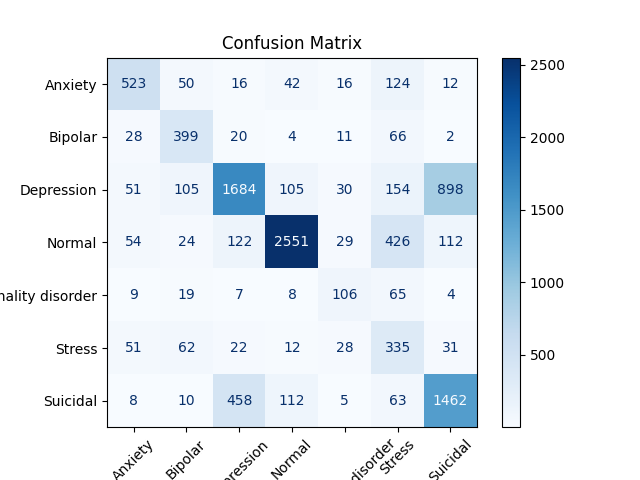 Confusion Matrix
Anxiety 523 50 16 42 16 124 12
Bipolar 28 399 20 4 11 66 2
Depression 51 105 1684 105 30 154 898
Normal 54 24 122 2551 29 426 112
nality disorder 9 19 7 8 106 65 4
Stress 51 62 22 12 28 335 31
Suicidal 8 10 458 112 5 63 1462
Anxiety Bipolar ression Normal disorder Stress Suicidal
2500
2000
1500
1000
500